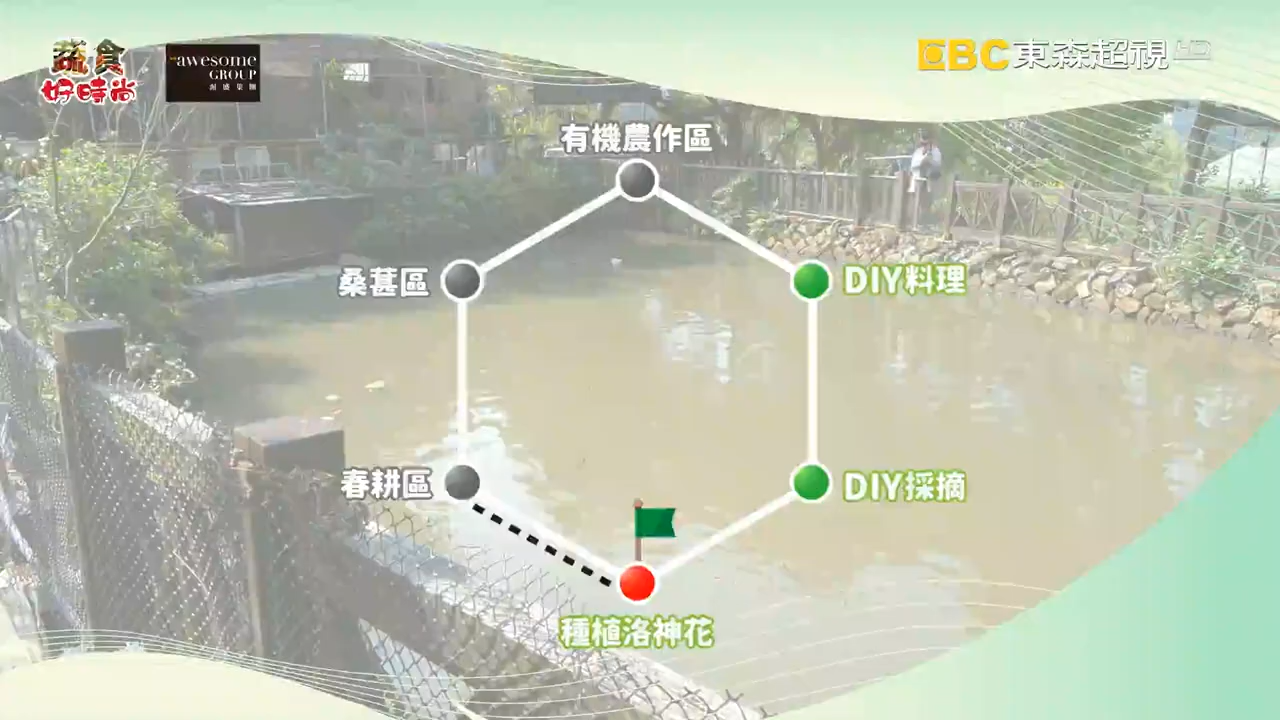 蔬食
好時尚
awesome
GROUP
EBC東森超視HD
有機農作區
桑葚區
DIY料理
春耕區
DIY採摘
種植洛神花